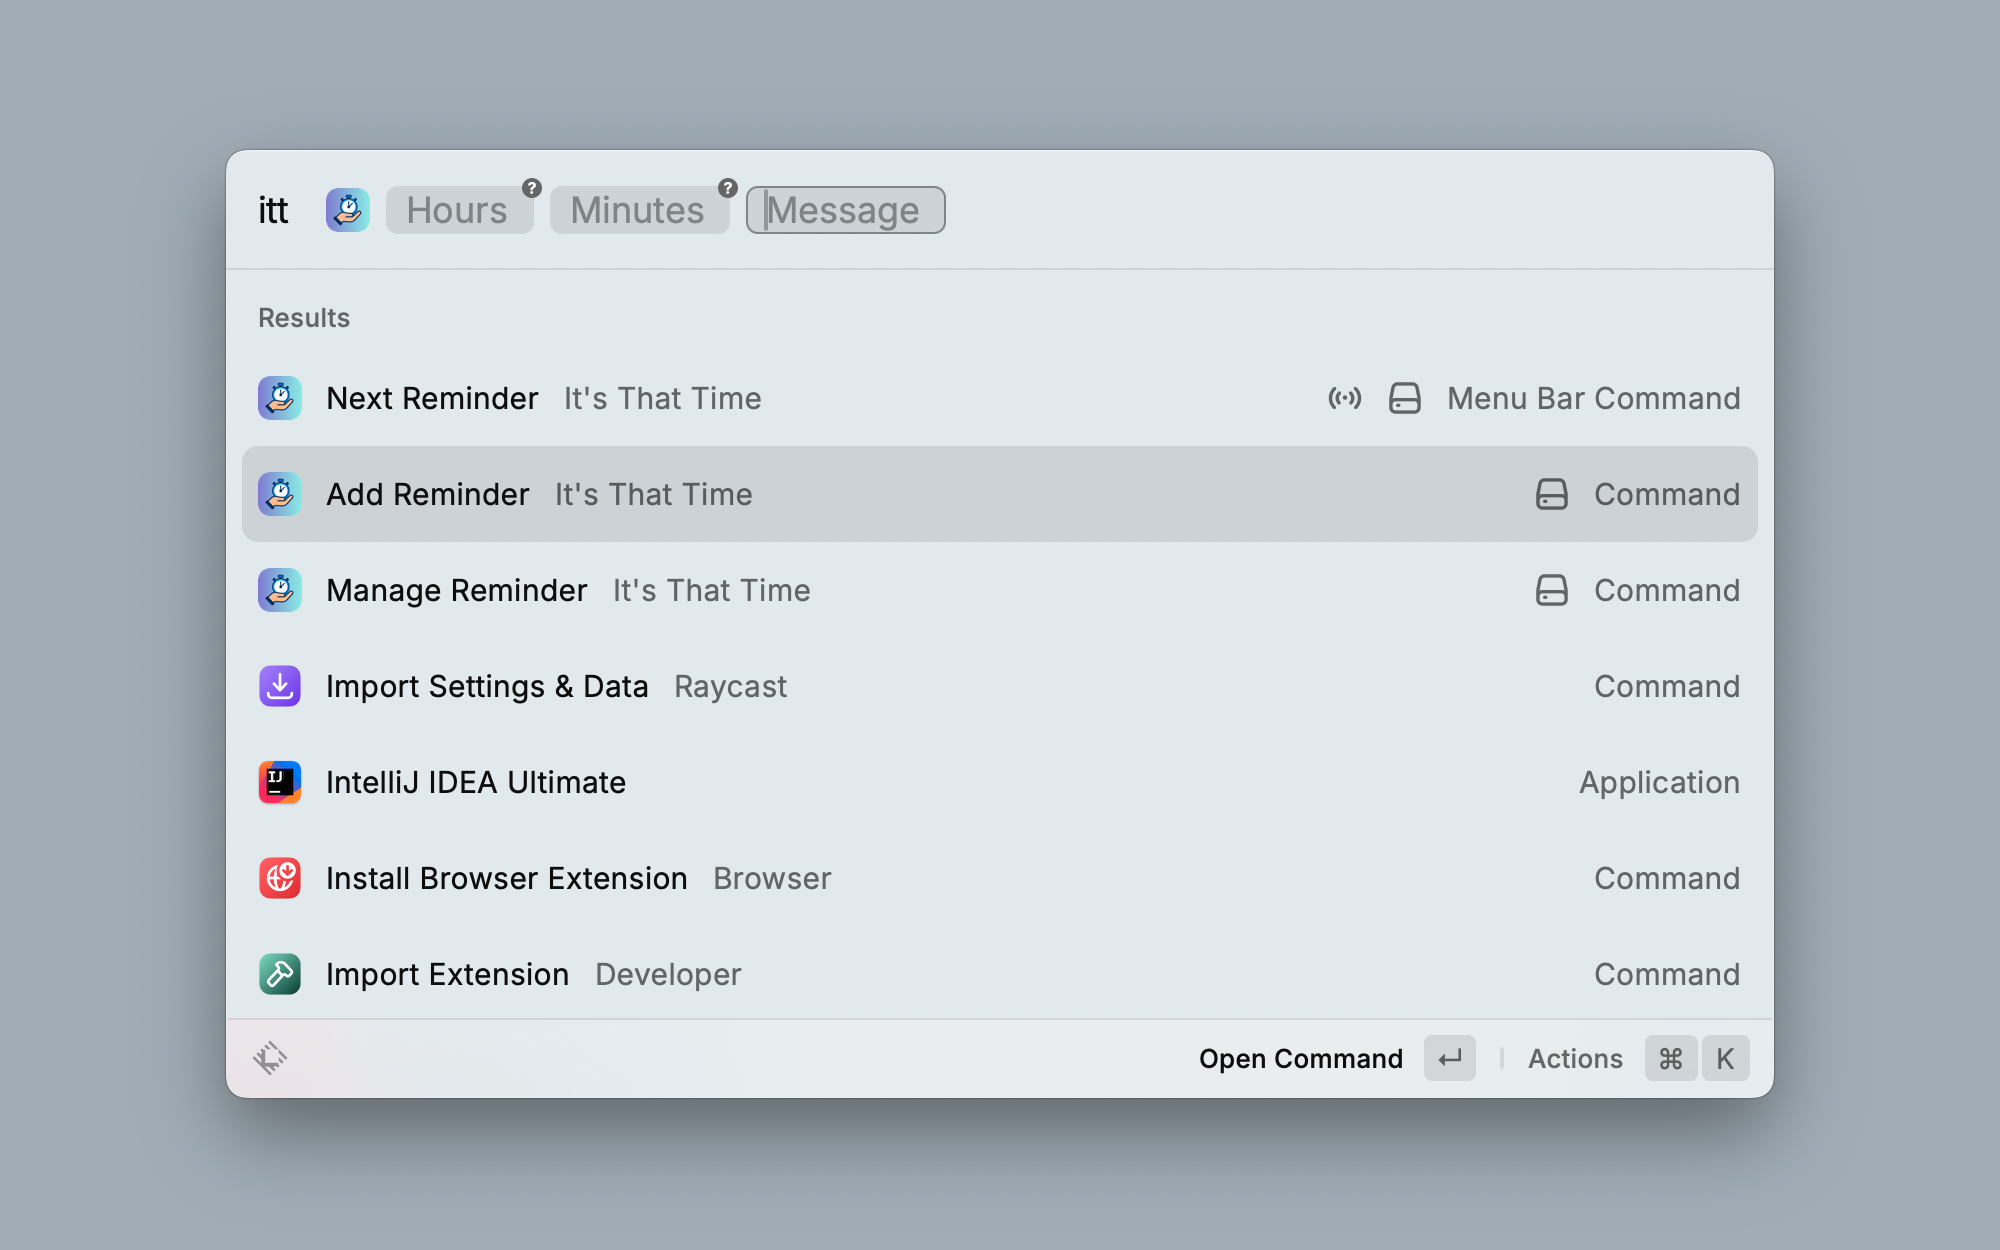 itt Hours ? Minutes ? Message
Results
Next Reminder It's That Time Menu Bar Command
Add Reminder It's That Time Command
Manage Reminder It's That Time Command
Import Settings & Data Raycast Command
IJ IntelliJ IDEA Ultimate Application
Install Browser Extension Browser Command
Import Extension Developer Command
Open Command ↵ Actions ⌘ K